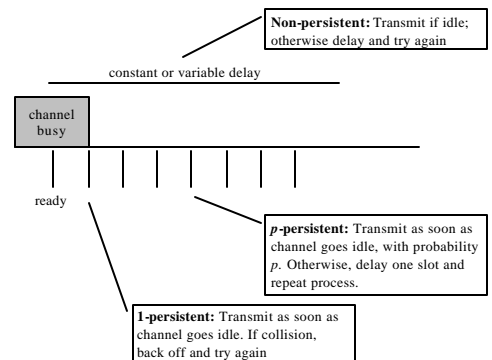 Non-persistent: Transmit if idle;
otherwise delay and try again
constant or variable delay
channel
busy
ready
p-persistent: Transmit as soon as
channel goes idle, with probability
p. Otherwise, delay one slot and
repeat process.
1-persistent: Transmit as soon as
channel goes idle. If collision,
back off and try again